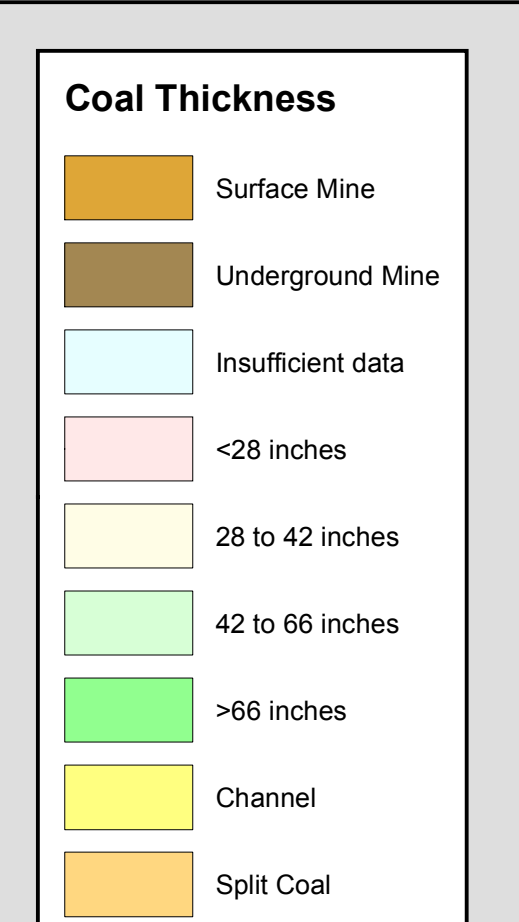 Coal Thickness
Surface Mine
Underground Mine
Insufficient data
<28 inches
28 to 42 inches
42 to 66 inches
>66 inches
Channel
Split Coal